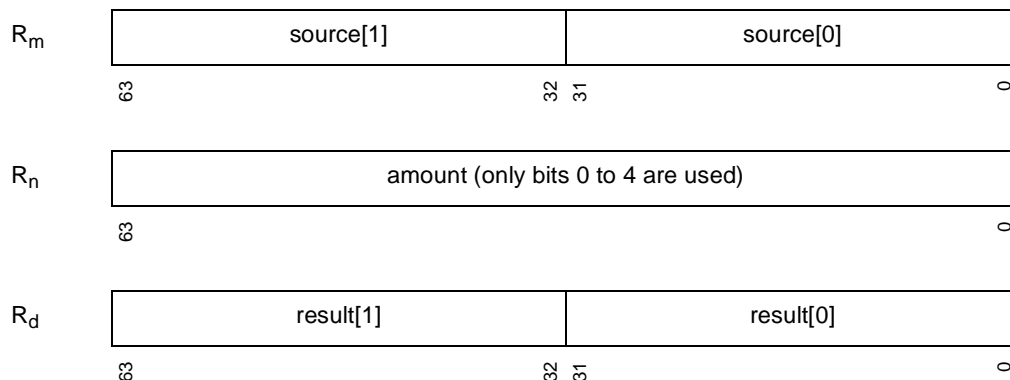 Rm source[1] source[0]
63 32 31 0
Rn amount (only bits 0 to 4 are used)
63 0
Rd result[1] result[0]
63 32 31 0